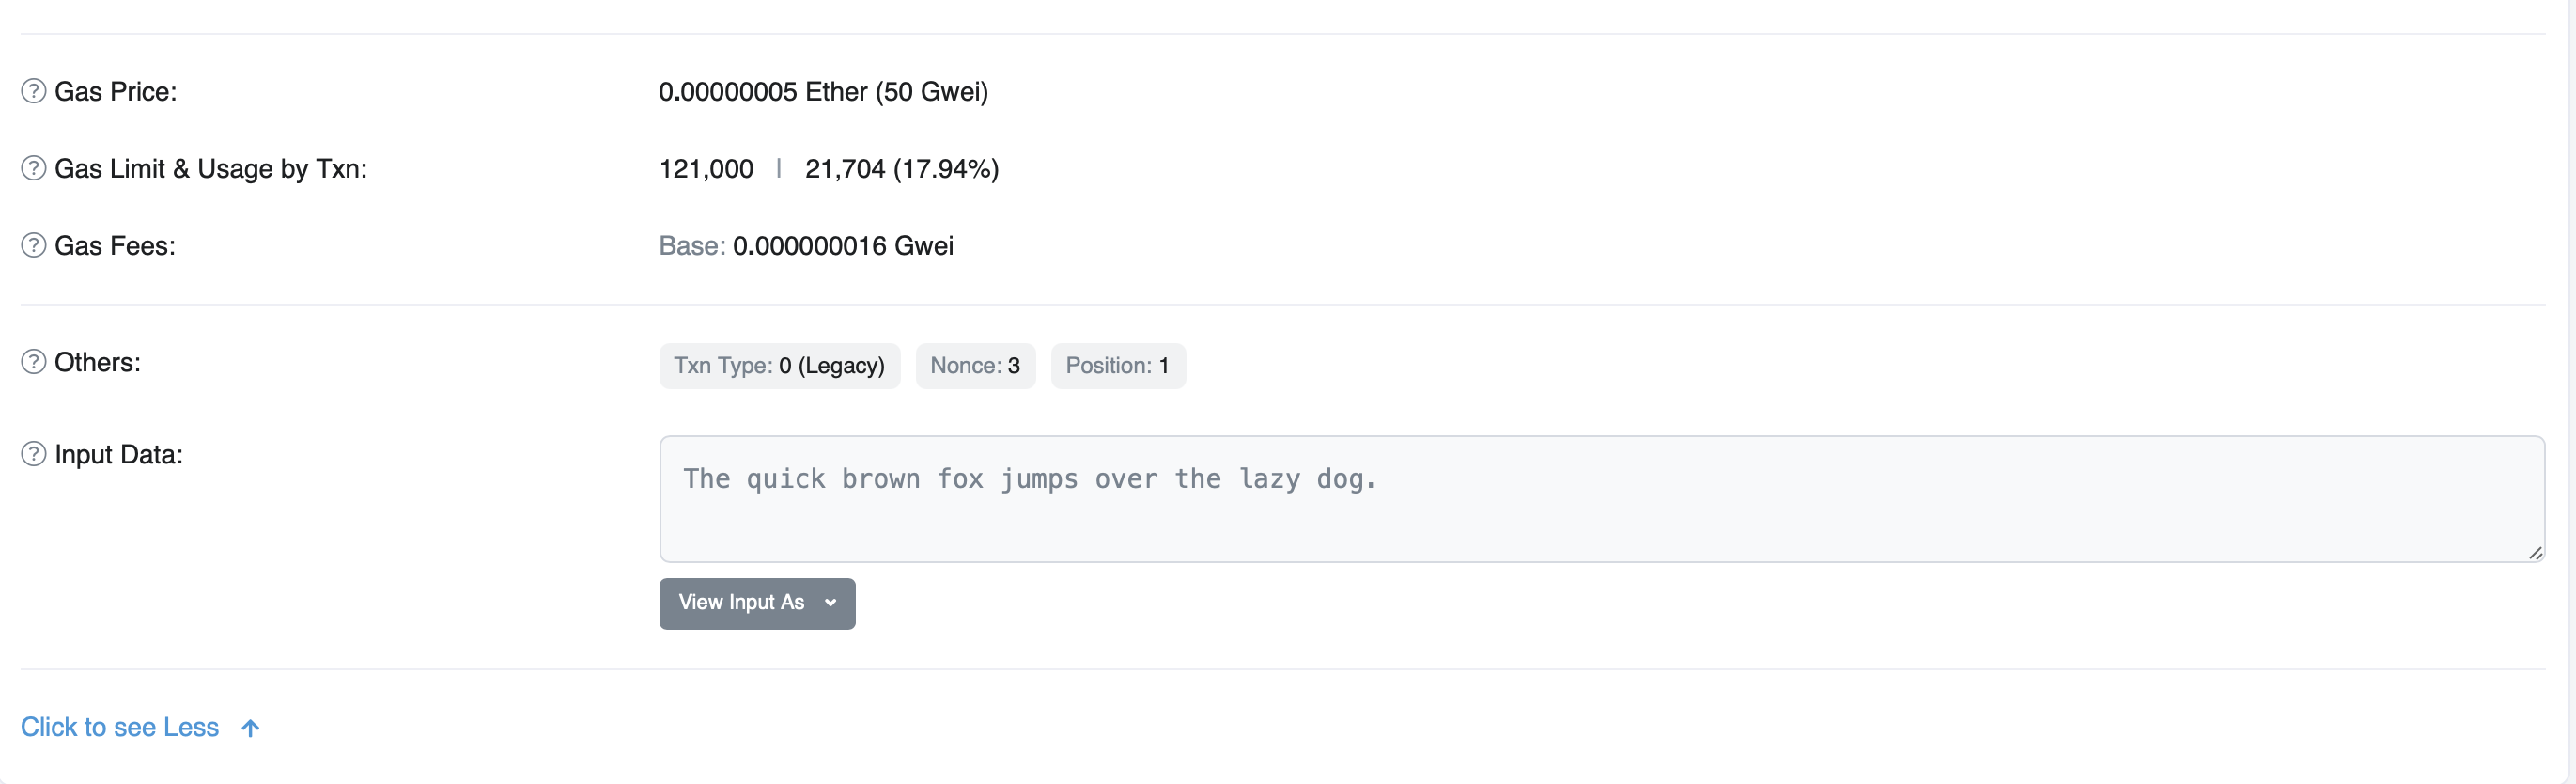 Gas Price: 0.00000005 Ether (50 Gwei)
Gas Limit & Usage by Txn: 121,000 | 21,704 (17.94%)
Gas Fees: Base: 0.000000016 Gwei
Others: Txn Type: 0 (Legacy) Nonce: 3 Position: 1
Input Data: The quick brown fox jumps over the lazy dog.
View Input As
Click to see Less